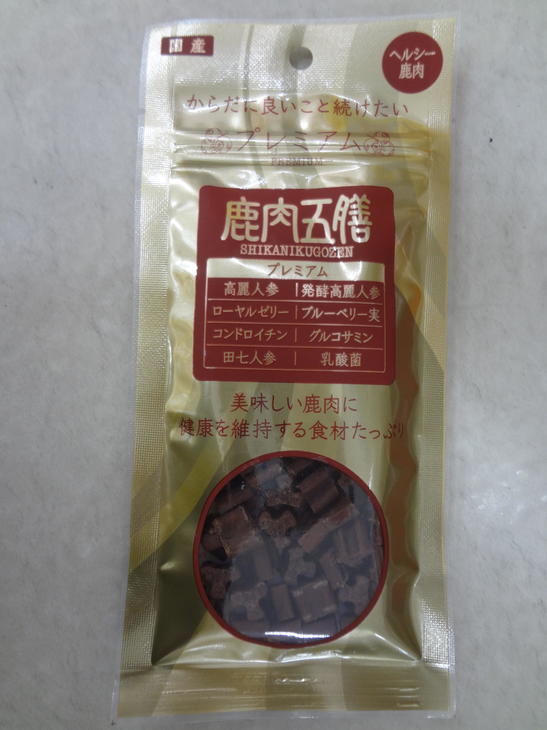 国産
ヘルシー
鹿肉
からだに良いこと続けたい
プレミアム
PREMIUM
鹿肉五膳
SHIKANIKUGOZEN
プレミアム
高麗人参 | 発酵高麗人参
ローヤルゼリー | ブルーベリー実
コンドロイチン | グルコサミン
田七人参 | 乳酸菌
美味しい鹿肉に
健康を維持する食材たっぷり